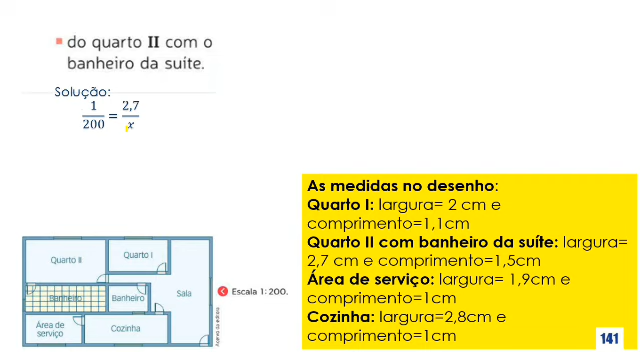 do quarto II com o
banheiro da suíte.
Solução:
1/200 = 2,7/x
As medidas no desenho:
Quarto I: largura= 2 cm e
comprimento=1,1cm
Quarto II com banheiro da suíte: largura=
2,7 cm e comprimento=1,5cm
Área de serviço: largura= 1,9cm e
comprimento=1cm
Cozinha: largura=2,8cm e
comprimento=1cm
Quarto II
Quarto I
Banheiro
Banheiro
Sala
Área de
serviço
Cozinha
Escala 1: 200.
141